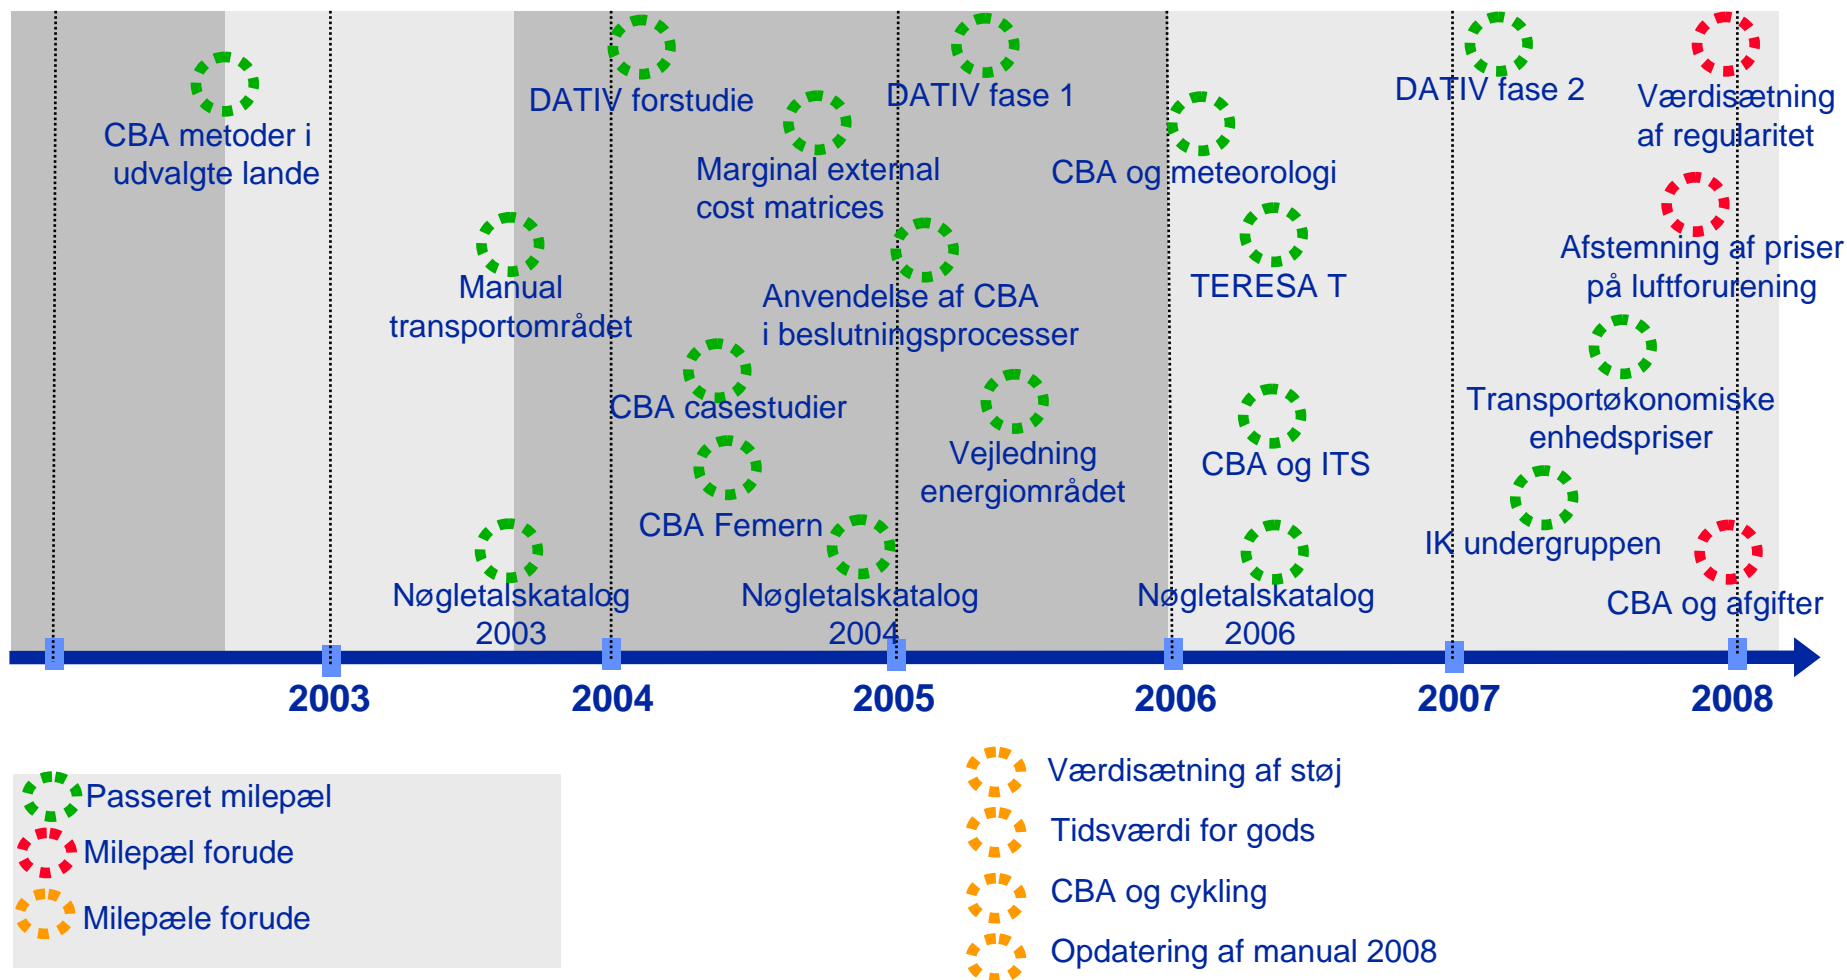 CBA metoder i
udvalgte lande
DATIV forstudie
Marginal external
cost matrices
DATIV fase 1
CBA og meteorologi
DATIV fase 2
Værdisætning
af regularitet
Manual
transportområdet
Anvendelse af CBA
i beslutningsprocesser
TERESA T
Afstemning af priser
på luftforurening
CBA casestudier
Vejledning
energiområdet
CBA og ITS
Transportøkonomiske
enhedspriser
CBA Femern
IK undergruppen
CBA og afgifter
Nøgletalskatalog
2003
Nøgletalskatalog
2004
Nøgletalskatalog
2006
2003 2004 2005 2006 2007 2008
Passeret milepæl
Milepæl forude
Milepæle forude
Værdisætning af støj
Tidsværdi for gods
CBA og cykling
Opdatering af manual 2008